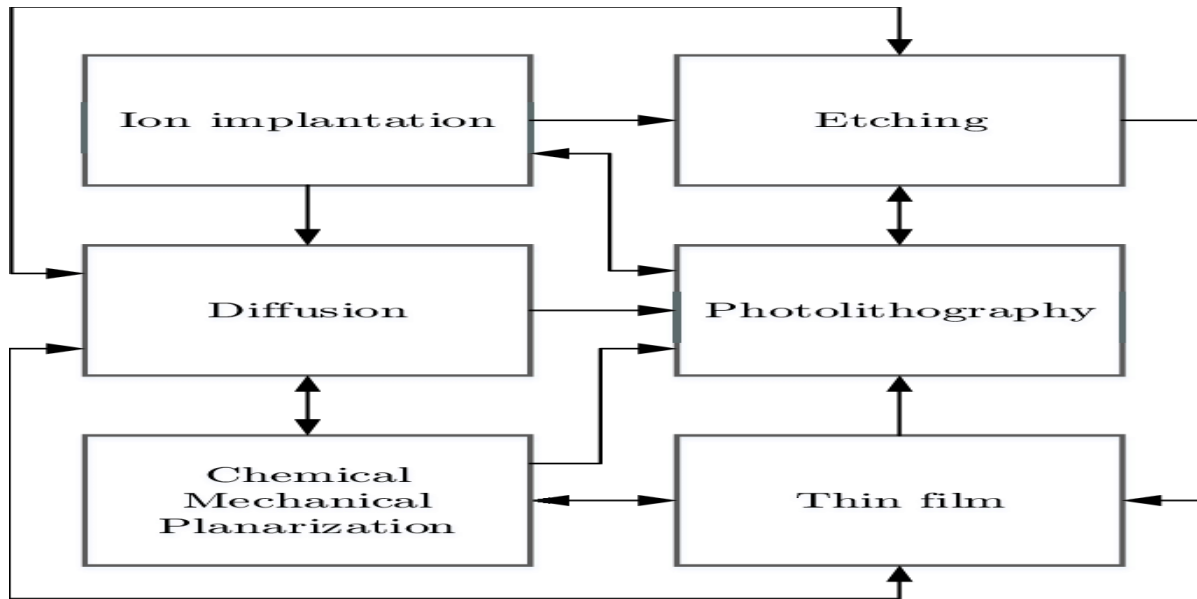 Ion implantation
Etching
Diffusion
Photolithography
Chemical
Mechanical
Planarization
Thin film